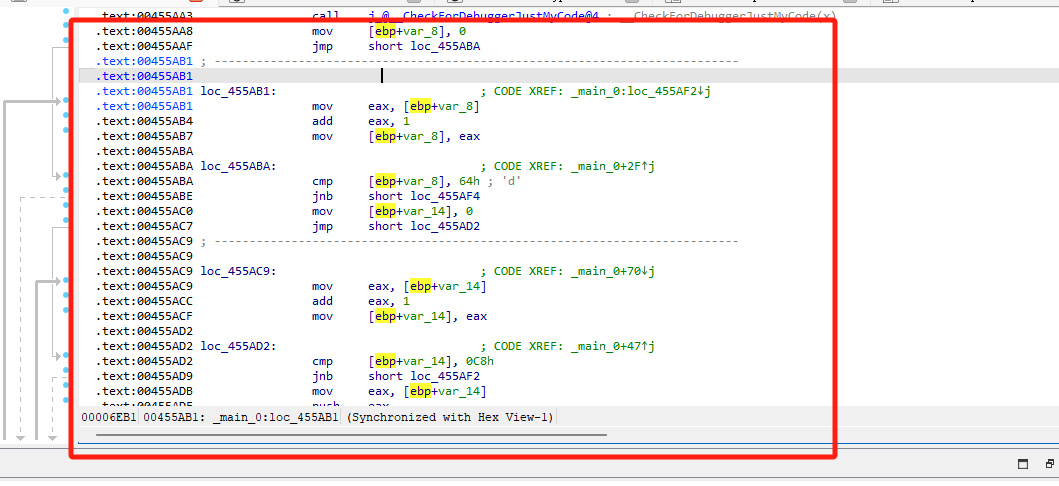 .text:00455AA3 call j_@__CheckForDebuggerJustMyCode@4 ; __CheckForDebuggerJustMyCode(x)
.text:00455AA8 mov [ebp+var_8], 0
.text:00455AAF jmp short loc_455ABA
.text:00455AB1 ; ---------------------------------------------------------------------------
.text:00455AB1
.text:00455AB1 loc_455AB1: ; CODE XREF: _main_0:loc_455AF2↓j
.text:00455AB1 mov eax, [ebp+var_8]
.text:00455AB4 add eax, 1
.text:00455AB7 mov [ebp+var_8], eax
.text:00455ABA
.text:00455ABA loc_455ABA: ; CODE XREF: _main_0+2F↑j
.text:00455ABA cmp [ebp+var_8], 64h ; 'd'
.text:00455ABE jnb short loc_455AF4
.text:00455AC0 mov [ebp+var_14], 0
.text:00455AC7 jmp short loc_455AD2
.text:00455AC9 ; ---------------------------------------------------------------------------
.text:00455AC9
.text:00455AC9 loc_455AC9: ; CODE XREF: _main_0+70↓j
.text:00455AC9 mov eax, [ebp+var_14]
.text:00455ACC add eax, 1
.text:00455ACF mov [ebp+var_14], eax
.text:00455AD2
.text:00455AD2 loc_455AD2: ; CODE XREF: _main_0+47↑j
.text:00455AD2 cmp [ebp+var_14], 0C8h
.text:00455AD9 jnb short loc_455AF2
.text:00455ADB mov eax, [ebp+var_14]
.text:00455ADE push eax
00006EB1 00455AB1: _main_0:loc_455AB1 (Synchronized with Hex View-1)